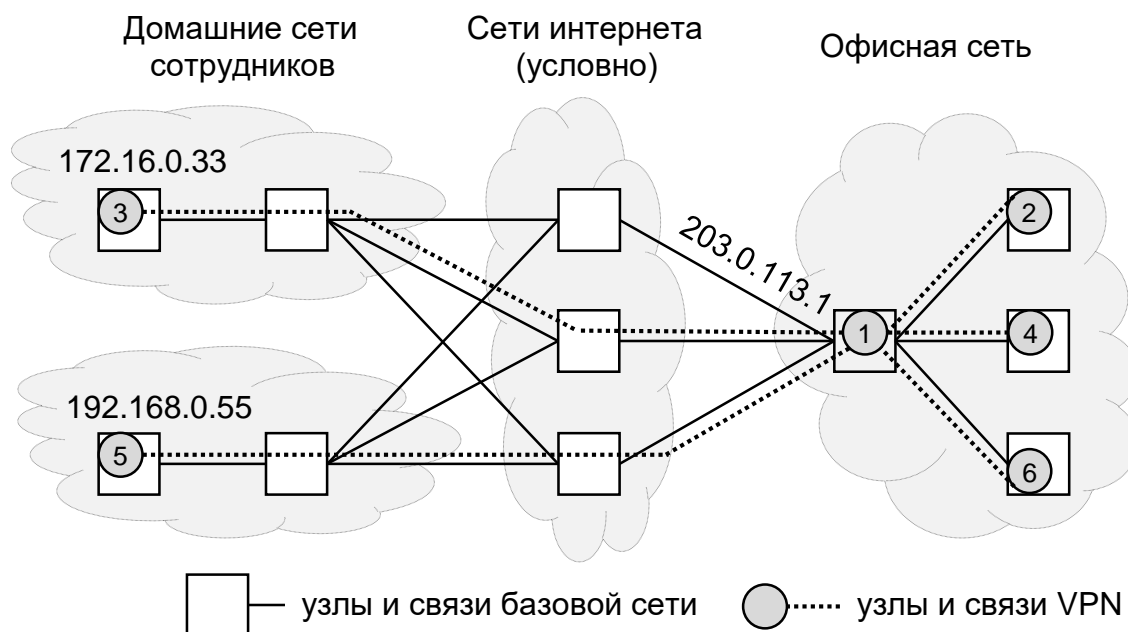 Домашние сети
сотрудников
Сети интернета
(условно)
Офисная сеть
172.16.0.33
3
203.0.113.1
2
1
4
192.168.0.55
5
6
узлы и связи базовой сети
узлы и связи VPN